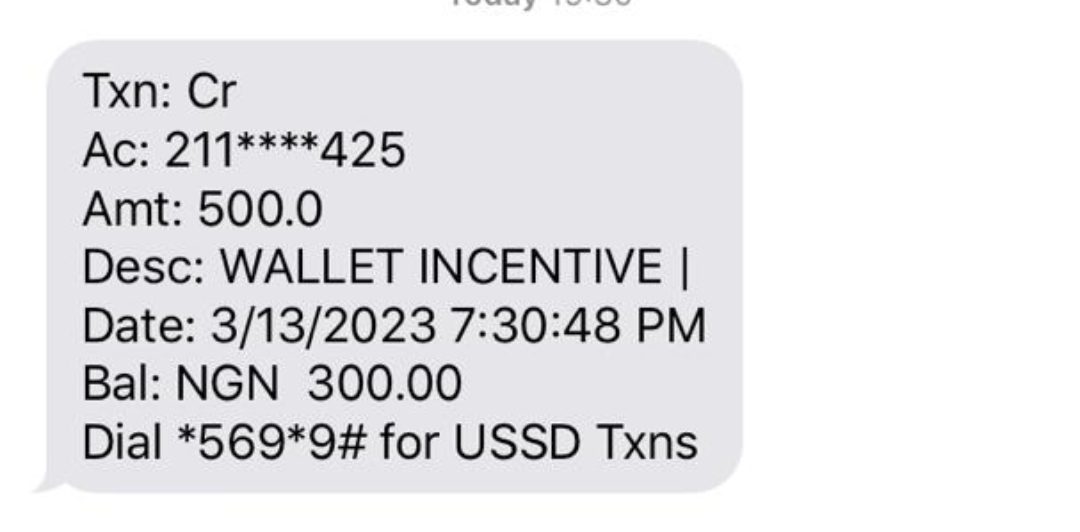 Today
Txn: Cr
Ac: 211****425
Amt: 500.0
Desc: WALLET INCENTIVE |
Date: 3/13/2023 7:30:48 PM
Bal: NGN  300.00
Dial *569*9# for USSD Txns